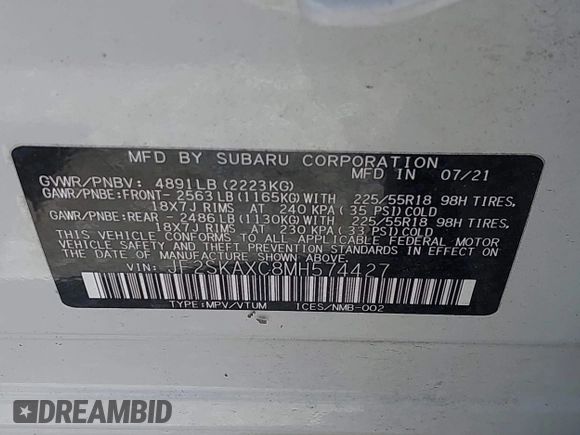 MFD BY SUBARU CORPORATION MFD IN 07/21
GVWR/PNBV: 4891LB(2223KG)
GAWR/PNBE:FRONT-2563LB(1165KG)WITH 225/55R18 98H TIRES,
18X7J RIMS AT 240 KPA( 35 PSI)COLD
GAWR/PNBE:REAR -2486LB(1130KG)WITH 225/55R18 98H TIRES,
18X7J RIMS AT 230 KPA( 33 PSI)COLD
THIS VEHICLE CONFORMS TO ALL APPLICABLE FEDERAL MOTOR
VEHICLE SAFETY AND THEFT PREVENTION STANDARDS IN EFFECT ON
THE DATE OF MANUFACTURE SHOWN ABOVE.
VIN: JF2SKAXC8MH574427
TYPE:MPV/VTUM ICES/NMB-002
DREAMBID